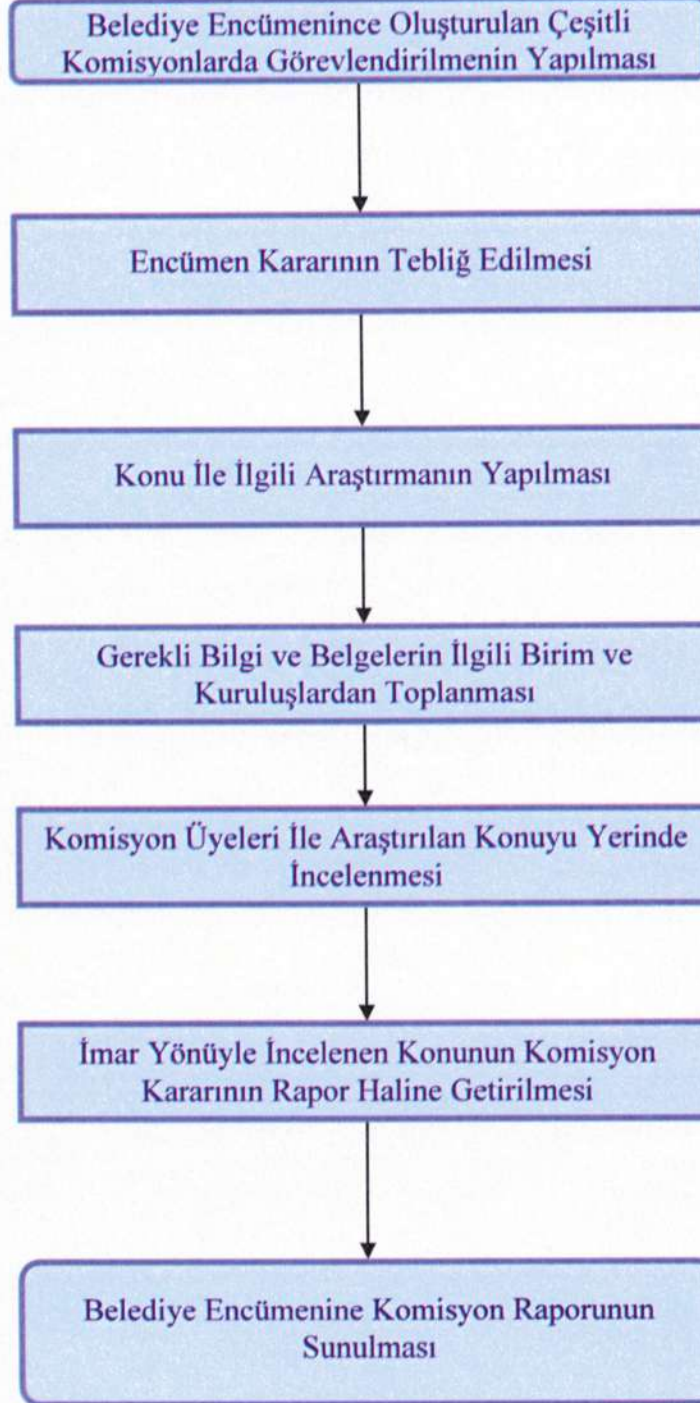 Belediye Encümenince Oluşturulan Çeşitli
Komisyonlarda Görevlendirilmenin Yapılması
Encümen Kararının Tebliğ Edilmesi
Konu İle İlgili Araştırmanın Yapılması
Gerekli Bilgi ve Belgelerin İlgili Birim ve
Kuruluşlardan Toplanması
Komisyon Üyeleri İle Araştırılan Konuyu Yerinde
İncelenmesi
İmar Yönüyle İncelenen Konunun Komisyon
Kararının Rapor Haline Getirilmesi
Belediye Encümenine Komisyon Raporunun
Sunulması